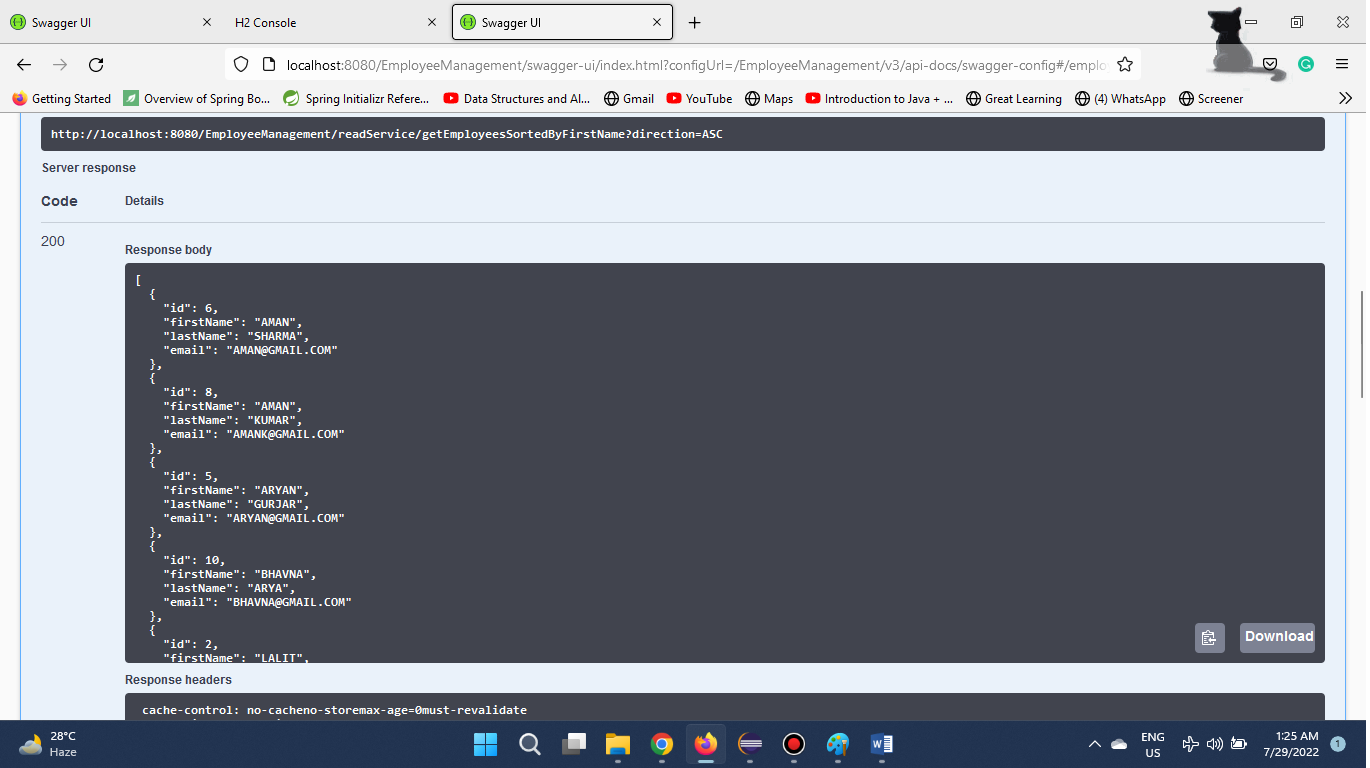 Swagger UI
H2 Console
Swagger UI
localhost:8080/EmployeeManagement/swagger-ui/index.html?configUrl=/EmployeeManagement/v3/api-docs/swagger-config#/emplo
Getting Started
Overview of Spring Bo...
Spring Initializr Refere...
Data Structures and Al...
Gmail
YouTube
Maps
Introduction to Java + ...
Great Learning
(4) WhatsApp
Screener
http://localhost:8080/EmployeeManagement/readService/getEmployeesSortedByFirstName?direction=ASC
Server response
Code Details
200
Response body
[
{
"id": 6,
"firstName": "AMAN",
"lastName": "SHARMA",
"email": "AMAN@GMAIL.COM"
},
{
"id": 8,
"firstName": "AMAN",
"lastName": "KUMAR",
"email": "AMANK@GMAIL.COM"
},
{
"id": 5,
"firstName": "ARYAN",
"lastName": "GURJAR",
"email": "ARYAN@GMAIL.COM"
},
{
"id": 10,
"firstName": "BHAVNA",
"lastName": "ARYA",
"email": "BHAVNA@GMAIL.COM"
},
{
"id": 2,
"firstName": "LALIT",
Download
Response headers
cache-control: no-cacheno-storemax-age=0must-revalidate
28°C
Haze
ENG
US
1:25 AM
7/29/2022
1